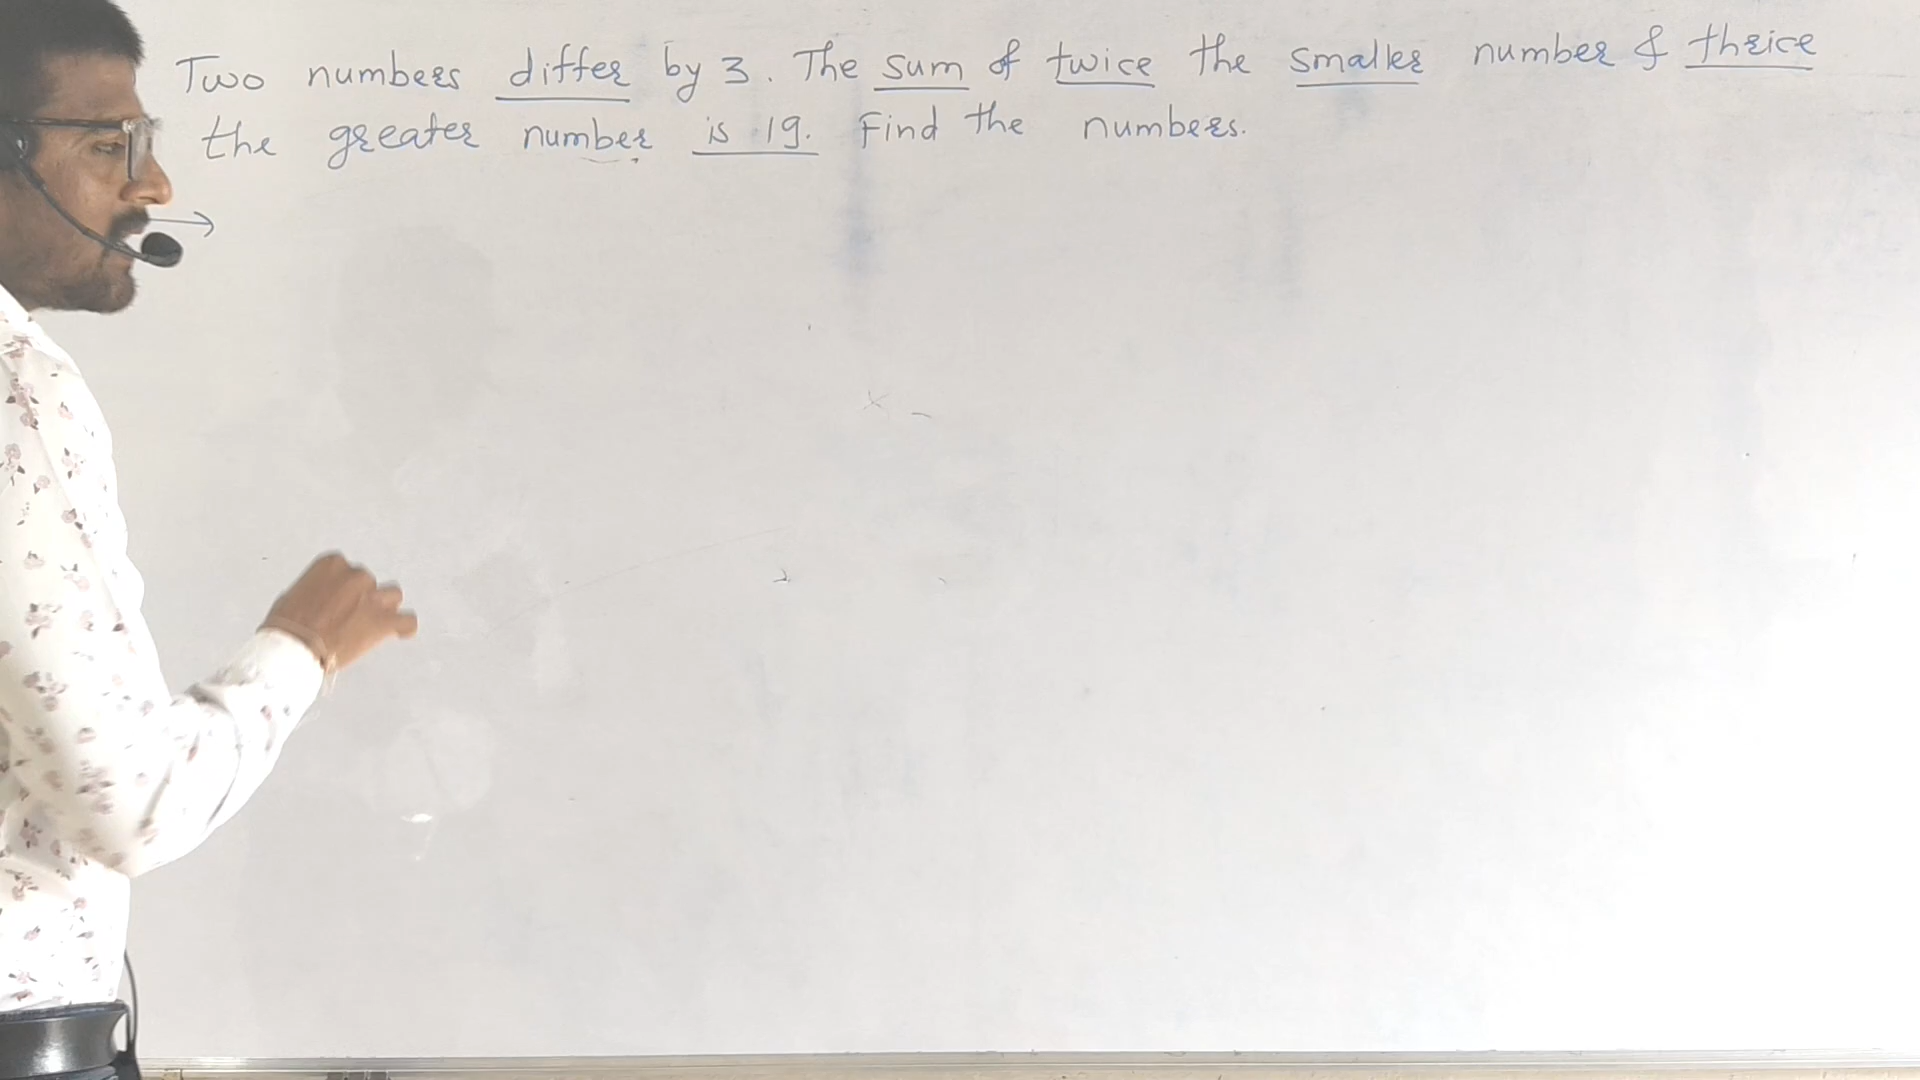 Two numbers differ by 3. The sum of twice the smaller number & thrice
the greater number is 19. Find the numbers.
→
x -